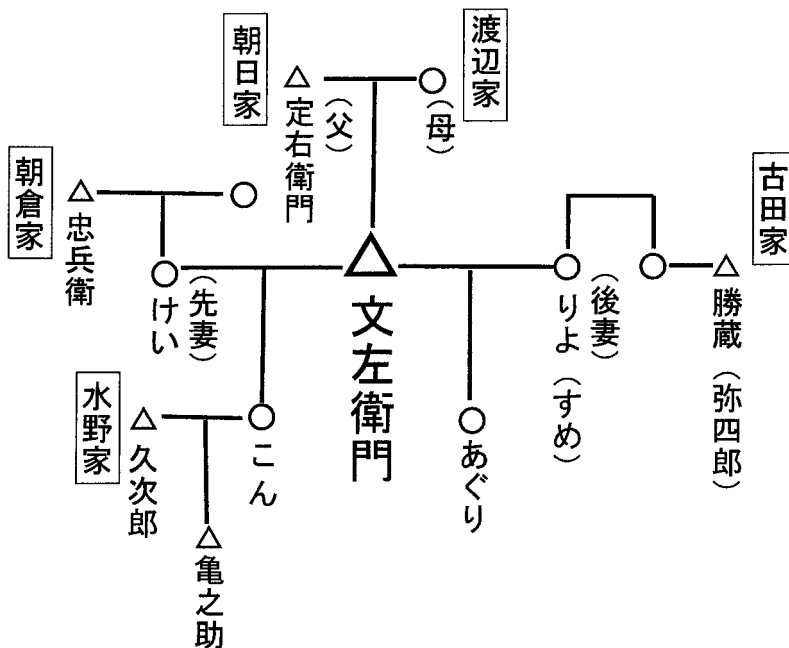 渡辺家
(母)
朝日家
(父)
定右衛門
古田家
勝蔵(弥四郎)
(後妻)
りよ(すめ)
あぐり
文左衛門
朝倉家
忠兵衛
(先妻)
けい
こん
水野家
久次郎
亀之助